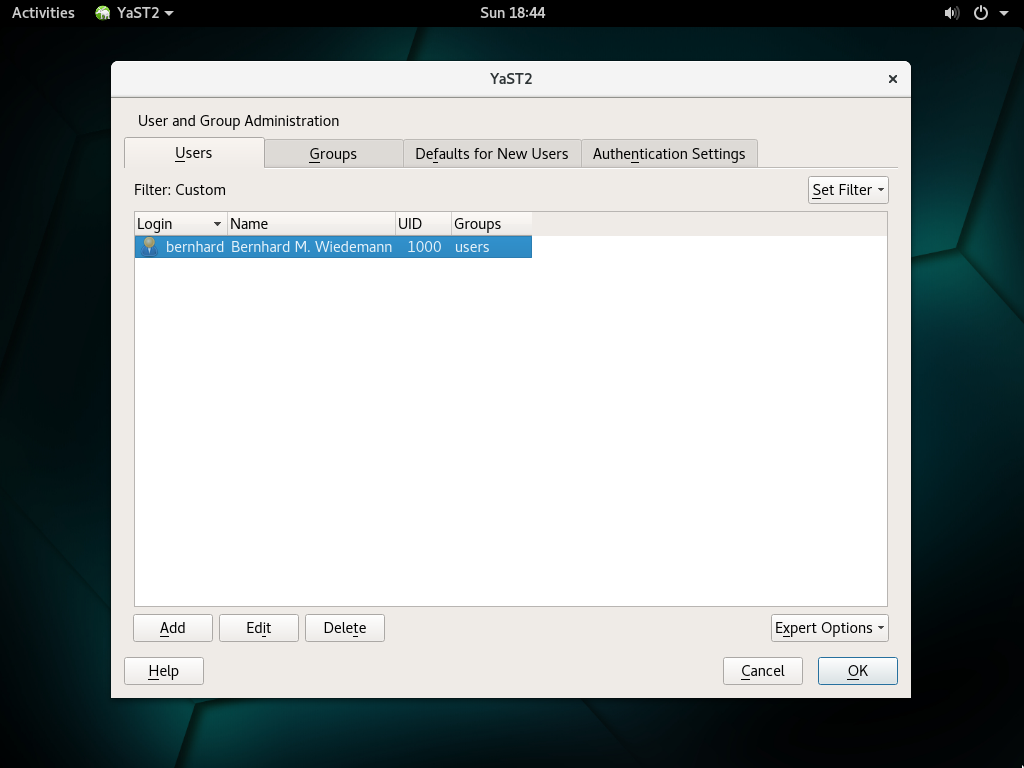 Activities YaST2 Sun 18:44
YaST2
User and Group Administration
Users Groups Defaults for New Users Authentication Settings
Filter: Custom Set Filter
Login Name UID Groups
bernhard Bernhard M. Wiedemann 1000 users
Add Edit Delete Expert Options
Help Cancel OK